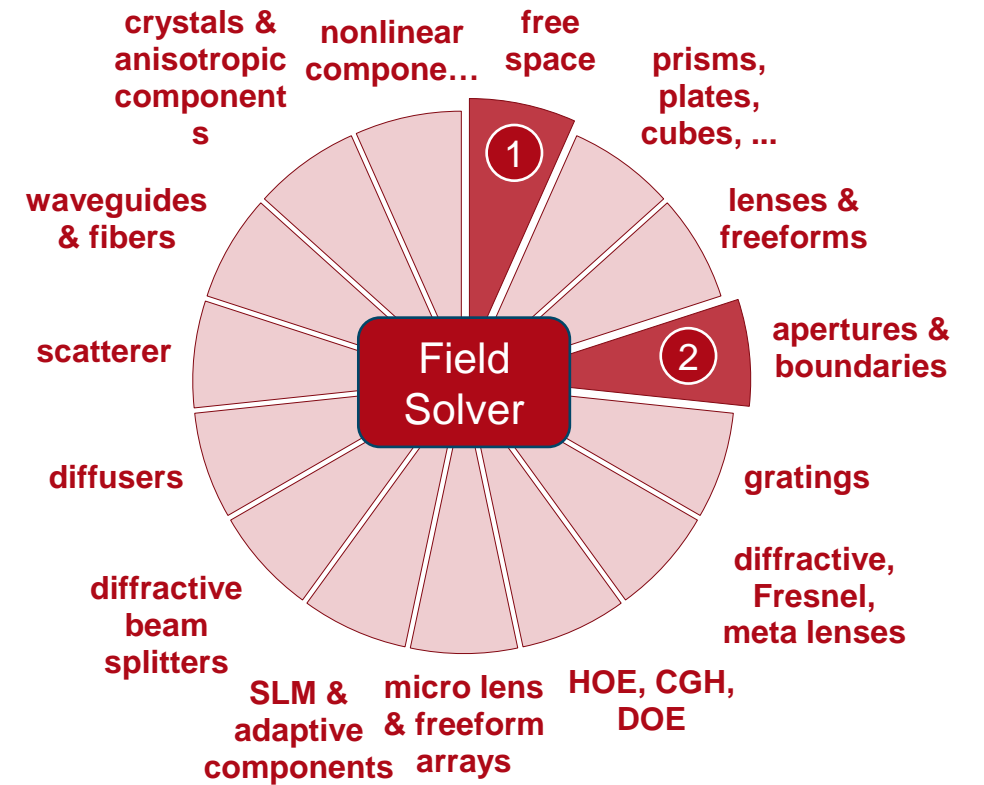 crystals &
anisotropic
component
s
nonlinear
compone…
free
space
prisms,
plates,
cubes, ...
lenses &
freeforms
apertures &
boundaries
gratings
diffractive,
Fresnel,
meta lenses
HOE, CGH,
DOE
micro lens
& freeform
arrays
SLM &
adaptive
components
diffractive
beam
splitters
diffusers
scatterer
waveguides
& fibers
1
2
Field
Solver